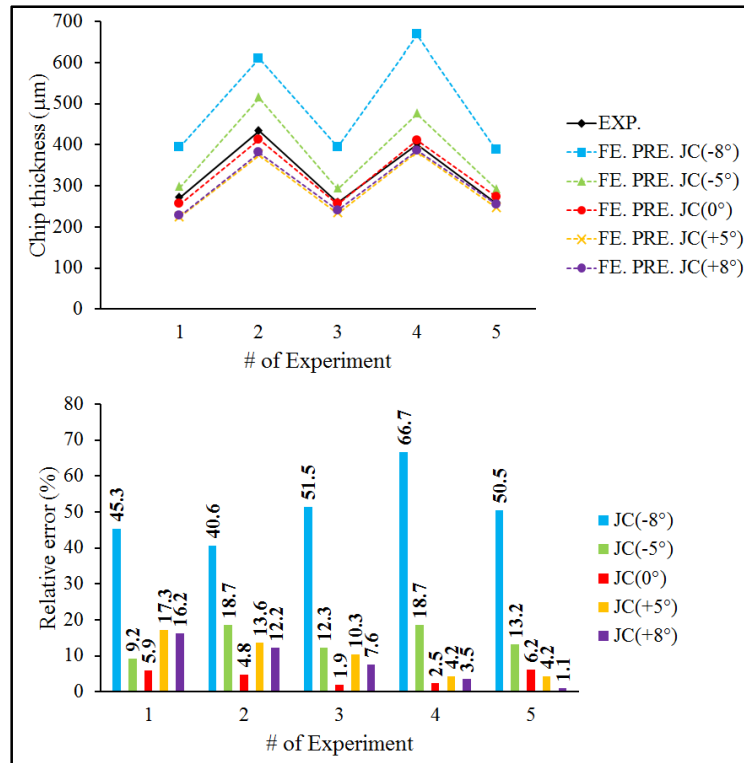 700
600
500
400
300
200
100
0
Chip thickness (μm)
1 2 3 4 5
# of Experiment
EXP.
FE. PRE. JC(-8°)
FE. PRE. JC(-5°)
FE. PRE. JC(0°)
FE. PRE. JC(+5°)
FE. PRE. JC(+8°)
80
70
60
50
40
30
20
10
0
Relative error (%)
45.3
9.2
5.9
17.3
16.2
40.6
18.7
4.8
13.6
12.2
51.5
12.3
1.9
10.3
7.6
66.7
18.7
2.5
4.2
3.5
50.5
13.2
6.2
4.2
1.1
1 2 3 4 5
# of Experiment
JC(-8°)
JC(-5°)
JC(0°)
JC(+5°)
JC(+8°)